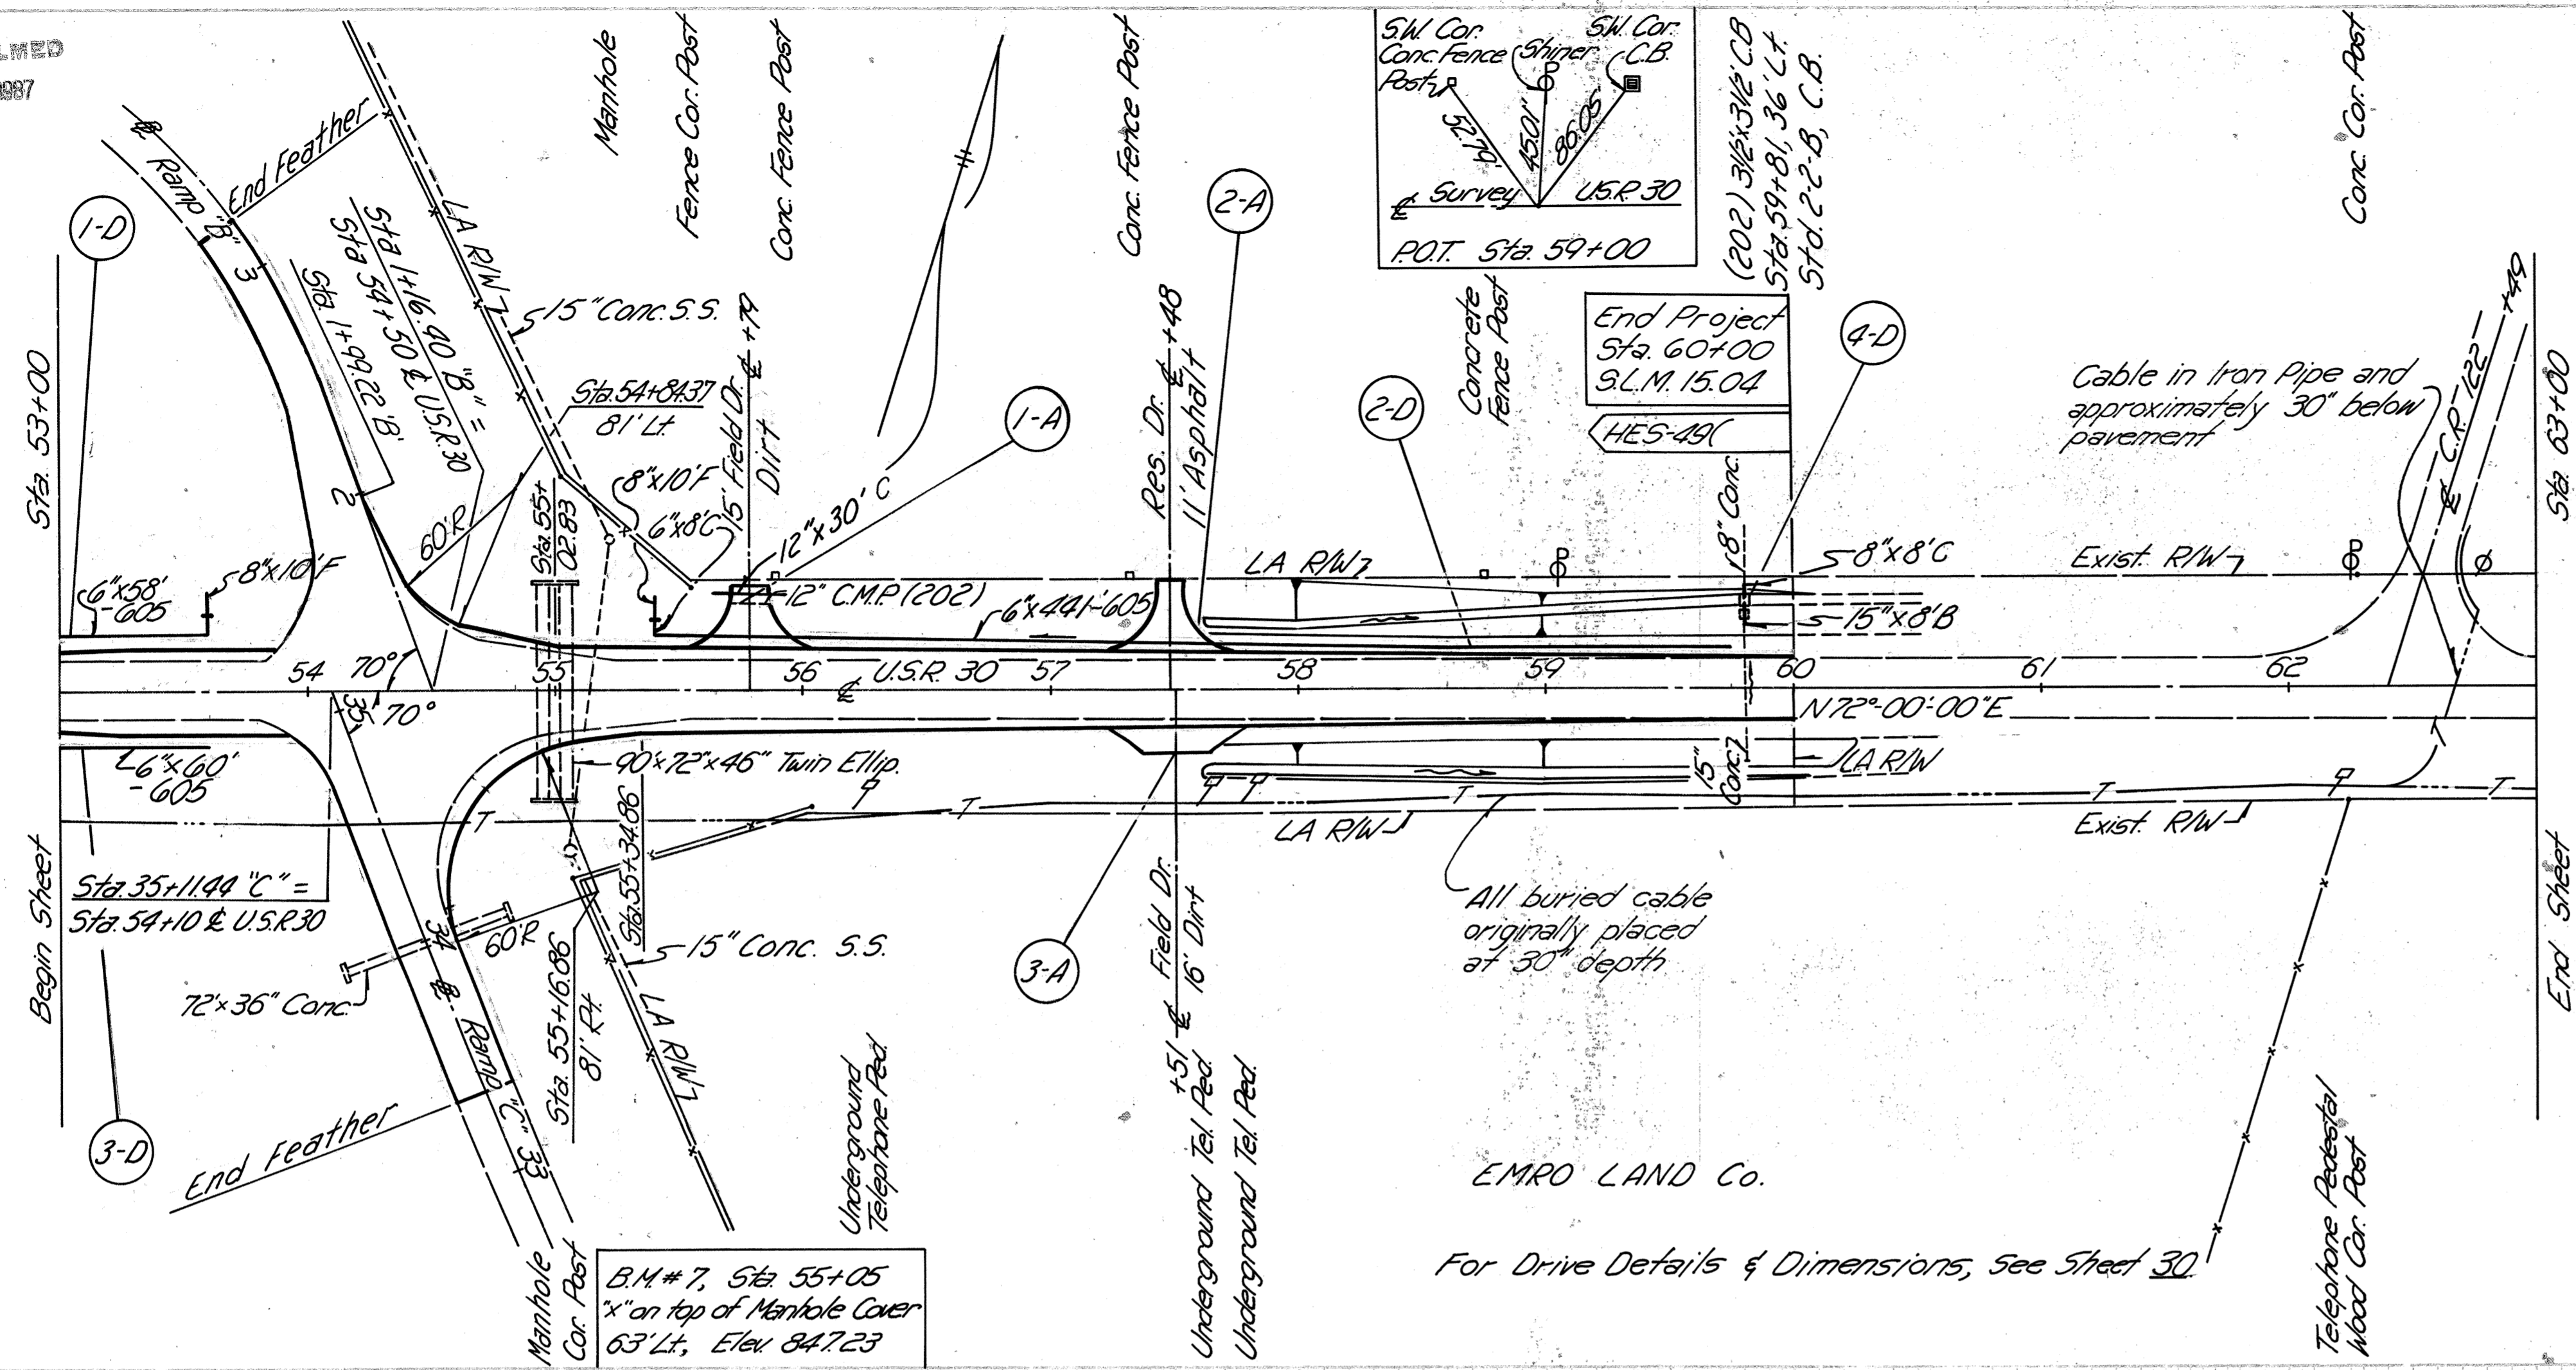 LMED
1987
Manhole
Fence Cor. Post
Conc. Fence Post
Conc. Fence Post
S.W. Cor.
Conc. Fence
Post
Shiner
S.W. Cor.
C.B.
57.79
45.01'
86.05
℄ Survey U.S.R. 30
P.O.T. Sta. 59+00
(202) 3½'x3½' C.B
Sta. 59+81, 36' Lt.
Std. 2-2-B, C.B.
Conc. Cor. Post
1-D
℄ Ramp "B"
End Feather
3
Sta 1+16.90 "B" =
Sta 54+50 ℄ U.S.R.30
Sta. 1+99.22 'B'
LA R/W
15" Conc. S.S.
Sta. 54+84.37
81' Lt.
2-A
Concrete
Fence Post
End Project
Sta. 60+00
S.L.M. 15.04
HES-49(
4-D
2-D
1-A
Cable in Iron Pipe and
approximately 30" below
pavement
℄ C.R. 122
+49
Sta. 53+00
Sta 63+00
15' Field Dr. ℄ +79
Dirt
Res. Dr. ℄ +48
11' Asphalt
2
60'R
Sta. 55+
02.83
8"x10'F
6"x8'C
12"x30' C
12" C.M.P. (202)
6"x441'-605
LA R/W
18" Conc.
8"x8'C
15"x8'B
Exist. R/W
6"x58'
-605
8"x10'F
54 55 56 57 58 59 60 61 62
70°
70°
35
℄ U.S.R. 30
N72°-00'-00"E
6"x60'
-605
90'x72"x46" Twin Ellip.
15"
Conc.
LA R/W
T T T T T T
LA R/W
Exist. R/W
Begin Sheet
End Sheet
Sta. 35+11.44 "C" =
Sta. 54+10 ℄ U.S.R30
34
60'R
72'x36" Conc.
Sta. 55+34.86
Sta. 55+16.86
81' Rt.
15" Conc. S.S.
LA R/W
3-A
℄ Field Dr.
+51
16' Dirt
All buried cable
originally placed
at 30" depth
3-D
End Feather
℄ Ramp "C"
33
Manhole
Cor. Post
Underground
Telephone Ped.
Underground Tel. Ped.
Underground Tel. Ped.
EMRO LAND Co.
For Drive Details & Dimensions, see Sheet 30
Telephone Pedestal
Wood Cor. Post
B.M.# 7, Sta. 55+05
"x" on top of Manhole Cover
63' Lt., Elev. 847.23